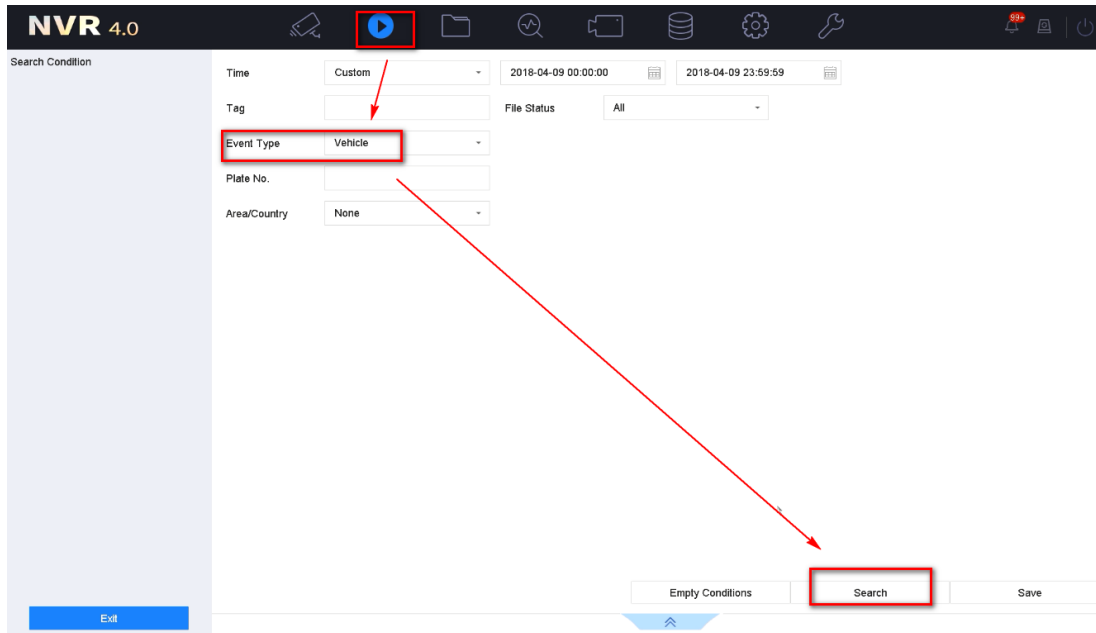 NVR 4.0
99+
Search Condition
Time Custom 2018-04-09 00:00:00 2018-04-09 23:59:59
Tag File Status All
Event Type Vehicle
Plate No.
Area/Country None
Empty Conditions Search Save
Exit